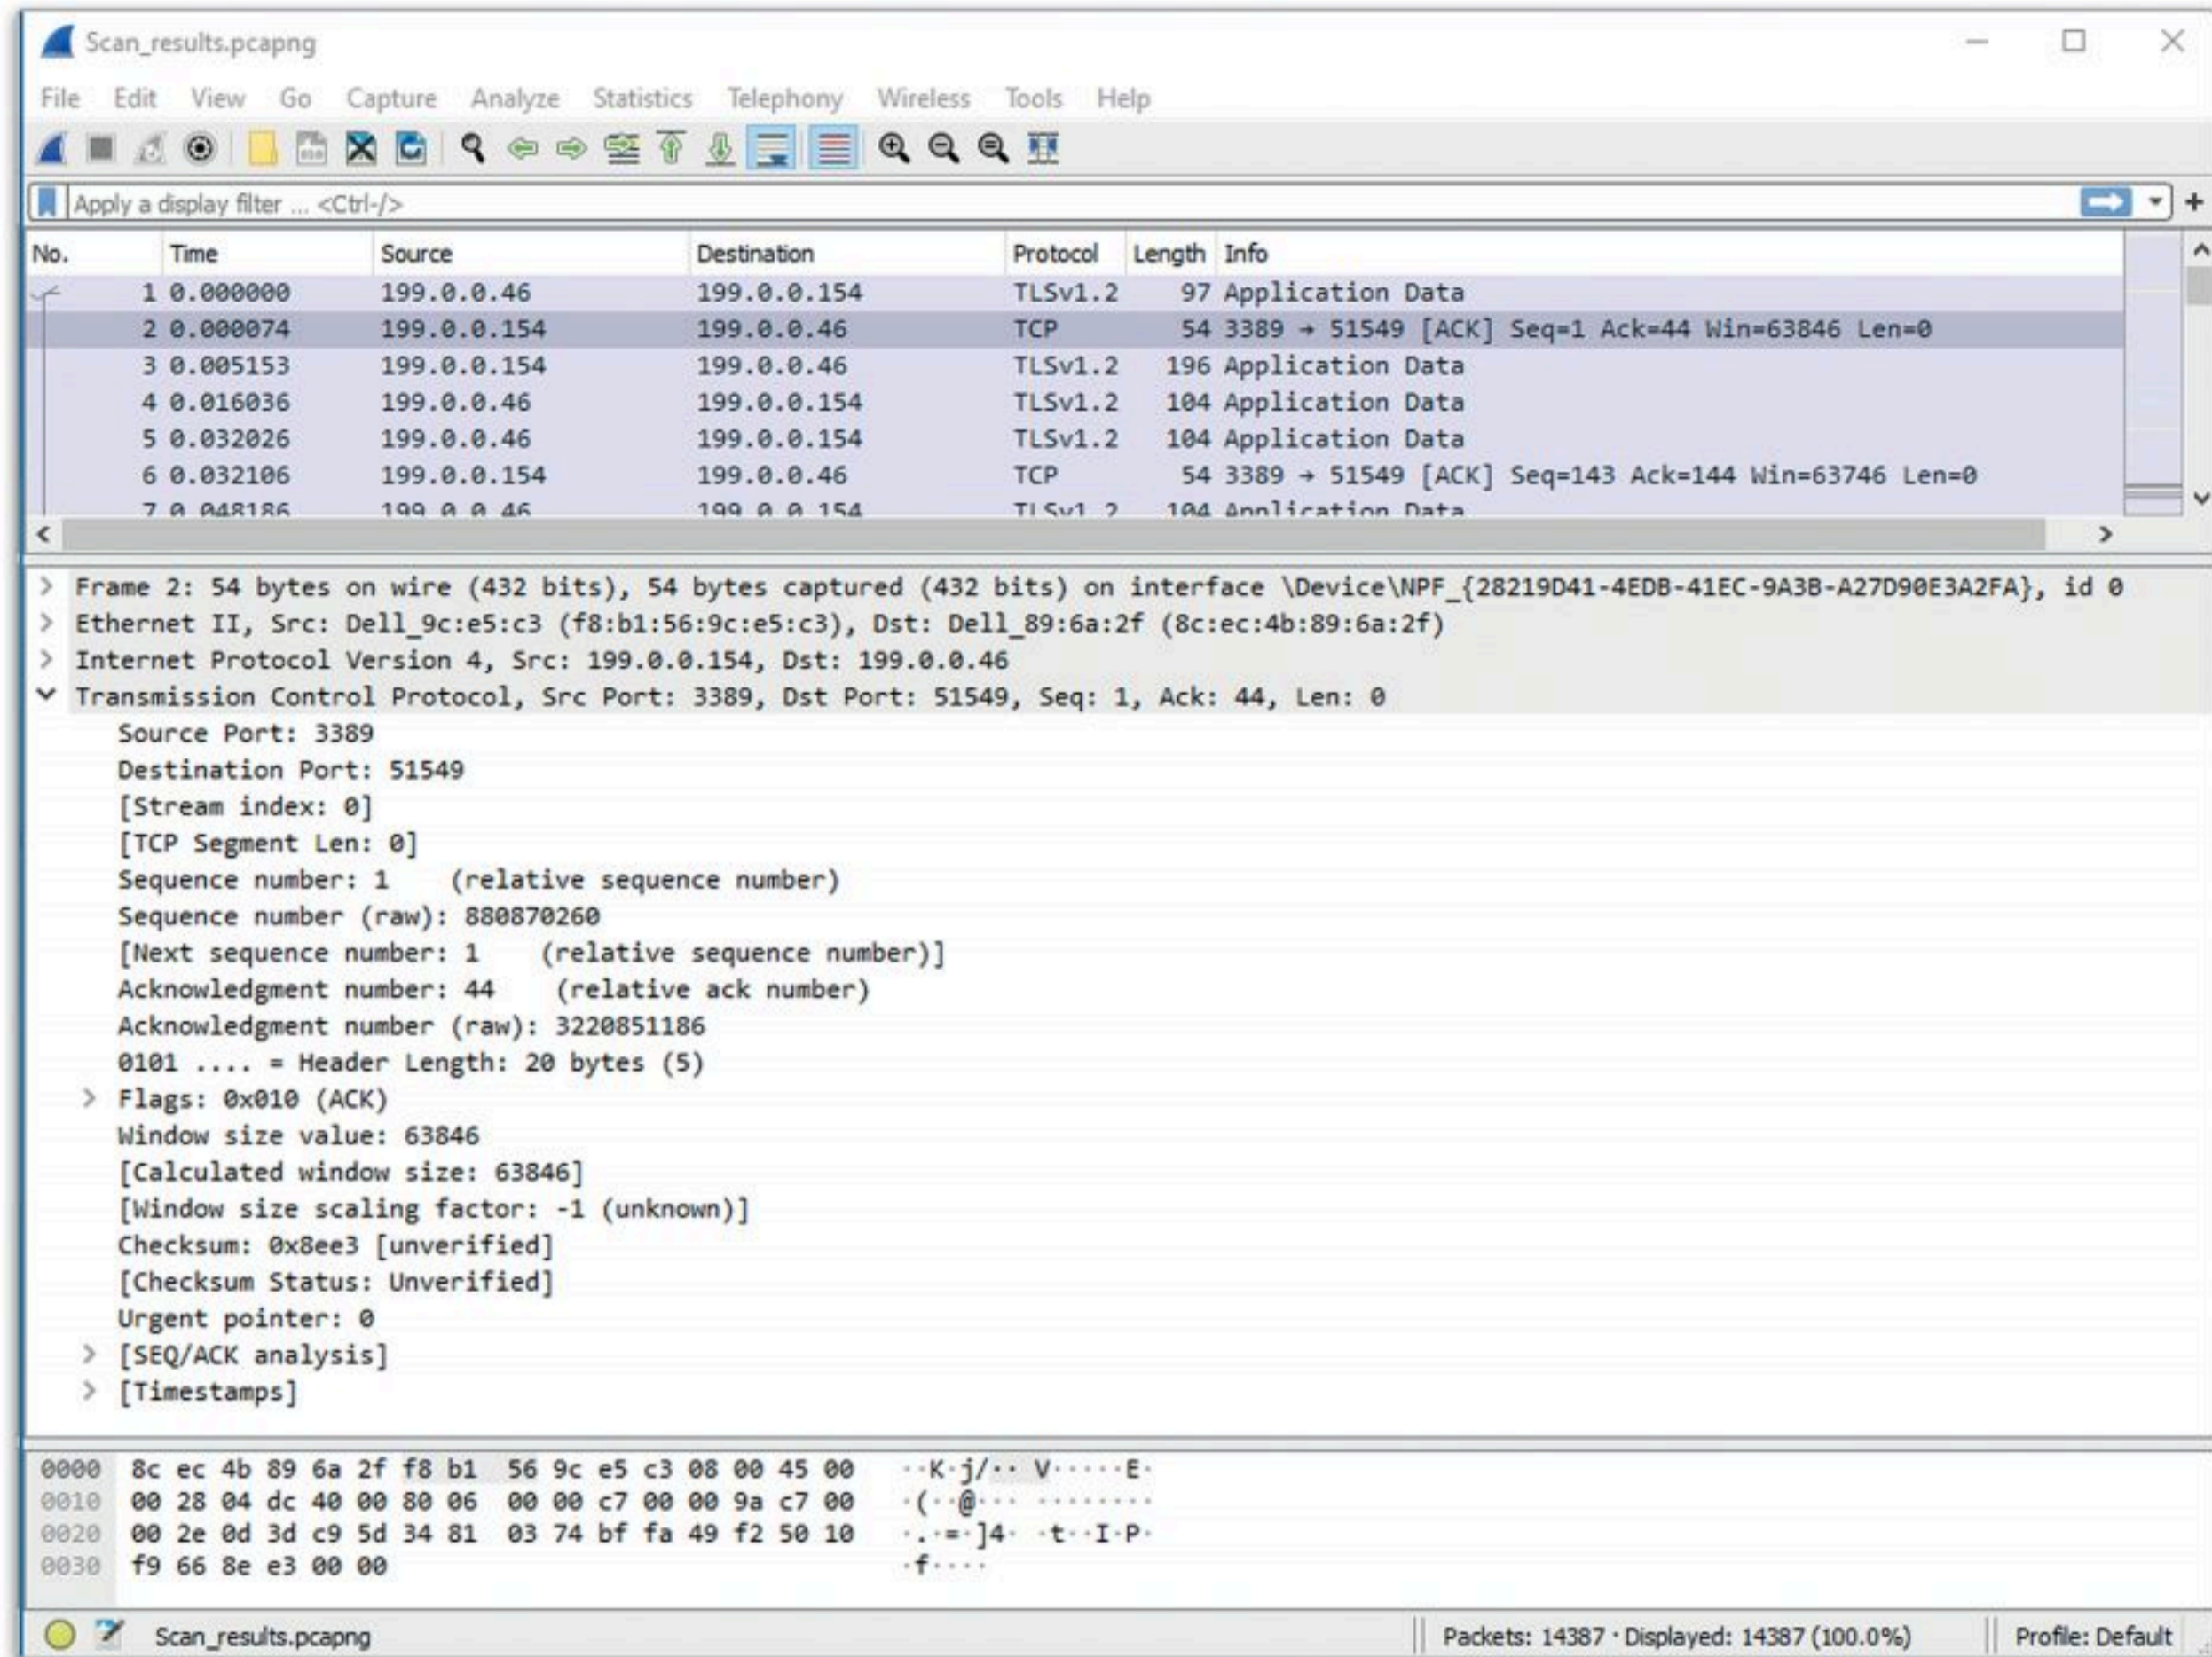 Scan_results.pcapng
File Edit View Go Capture Analyze Statistics Telephony Wireless Tools Help
Apply a display filter ... <Ctrl-/>
No. Time Source Destination Protocol Length Info
1 0.000000 199.0.0.46 199.0.0.154 TLSv1.2 97 Application Data
2 0.000074 199.0.0.154 199.0.0.46 TCP 54 3389 → 51549 [ACK] Seq=1 Ack=44 Win=63846 Len=0
3 0.005153 199.0.0.154 199.0.0.46 TLSv1.2 196 Application Data
4 0.016036 199.0.0.46 199.0.0.154 TLSv1.2 104 Application Data
5 0.032026 199.0.0.46 199.0.0.154 TLSv1.2 104 Application Data
6 0.032106 199.0.0.154 199.0.0.46 TCP 54 3389 → 51549 [ACK] Seq=143 Ack=144 Win=63746 Len=0
7 0.048186 199.0.0.46 199.0.0.154 TLSv1.2 104 Application Data
> Frame 2: 54 bytes on wire (432 bits), 54 bytes captured (432 bits) on interface \Device\NPF_{28219D41-4EDB-41EC-9A3B-A27D90E3A2FA}, id 0
> Ethernet II, Src: Dell_9c:e5:c3 (f8:b1:56:9c:e5:c3), Dst: Dell_89:6a:2f (8c:ec:4b:89:6a:2f)
> Internet Protocol Version 4, Src: 199.0.0.154, Dst: 199.0.0.46
Transmission Control Protocol, Src Port: 3389, Dst Port: 51549, Seq: 1, Ack: 44, Len: 0
Source Port: 3389
Destination Port: 51549
[Stream index: 0]
[TCP Segment Len: 0]
Sequence number: 1 (relative sequence number)
Sequence number (raw): 880870260
[Next sequence number: 1 (relative sequence number)]
Acknowledgment number: 44 (relative ack number)
Acknowledgment number (raw): 3220851186
0101 .... = Header Length: 20 bytes (5)
> Flags: 0x010 (ACK)
Window size value: 63846
[Calculated window size: 63846]
[Window size scaling factor: -1 (unknown)]
Checksum: 0x8ee3 [unverified]
[Checksum Status: Unverified]
Urgent pointer: 0
> [SEQ/ACK analysis]
> [Timestamps]
0000 8c ec 4b 89 6a 2f f8 b1 56 9c e5 c3 08 00 45 00 ··K·j/·· V·····E·
0010 00 28 04 dc 40 00 80 06 00 00 c7 00 00 9a c7 00 ·(··@··· ········
0020 00 2e 0d 3d c9 5d 34 81 03 74 bf fa 49 f2 50 10 ·.·=·]4· ·t··I·P·
0030 f9 66 8e e3 00 00 ·f····
Scan_results.pcapng Packets: 14387 · Displayed: 14387 (100.0%) Profile: Default